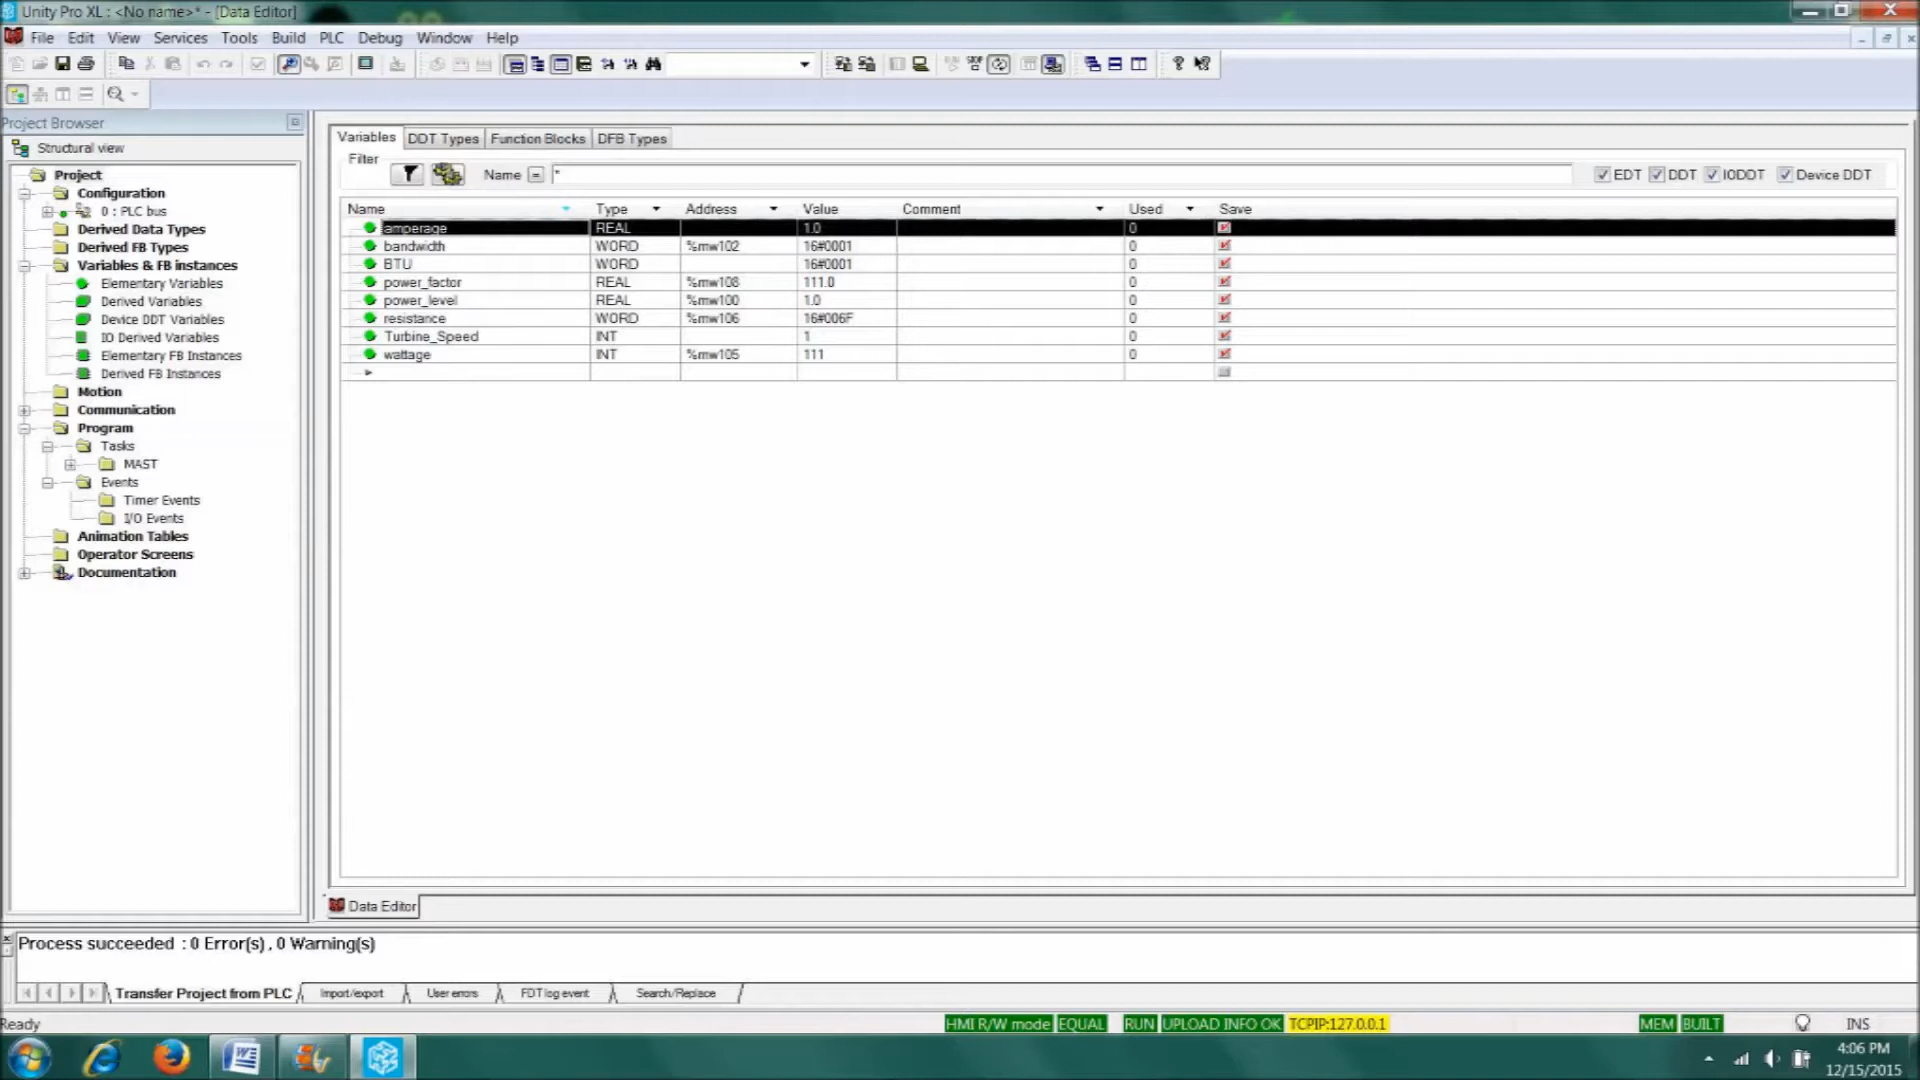 Unity Pro XL : <No name>* - [Data Editor]
File Edit View Services Tools Build PLC Debug Window Help
Project Browser
Structural view
Project
Configuration
0 : PLC bus
Derived Data Types
Derived FB Types
Variables & FB instances
Elementary Variables
Derived Variables
Device DDT Variables
IO Derived Variables
Elementary FB Instances
Derived FB Instances
Motion
Communication
Program
Tasks
MAST
Events
Timer Events
I/O Events
Animation Tables
Operator Screens
Documentation
Variables DDT Types Function Blocks DFB Types
Filter
Name = * EDT DDT IODDT Device DDT
Name Type Address Value Comment Used Save
amperage REAL 1.0 0
bandwidth WORD %mw102 16#0001 0
BTU WORD 16#0001 0
power_factor REAL %mw108 111.0 0
power_level REAL %mw100 1.0 0
resistance WORD %mw106 16#006F 0
Turbine_Speed INT 1 0
wattage INT %mw105 111 0
Data Editor
Process succeeded : 0 Error(s) , 0 Warning(s)
Transfer Project from PLC Import/export User errors FDT log event Search/Replace
Ready HMI R/W mode EQUAL RUN UPLOAD INFO OK TCPIP:127.0.0.1 MEM BUILT INS
4:06 PM
12/15/2015